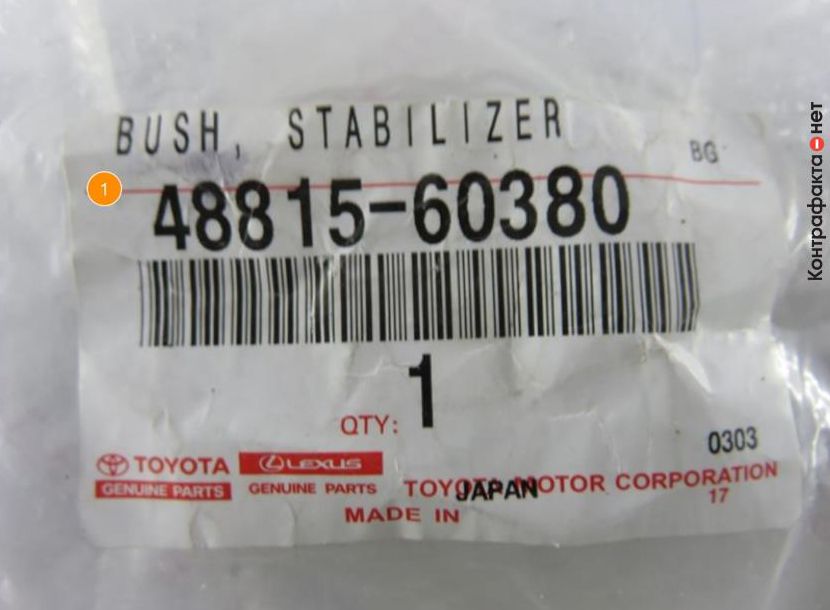 BUSH, STABILIZER
BG
1
48815-60380
QTY: 1
0303
TOYOTA
GENUINE PARTS
LEXUS
GENUINE PARTS
TOYOTA MOTOR CORPORATION
JAPAN
17
MADE IN
Контрафакта нет